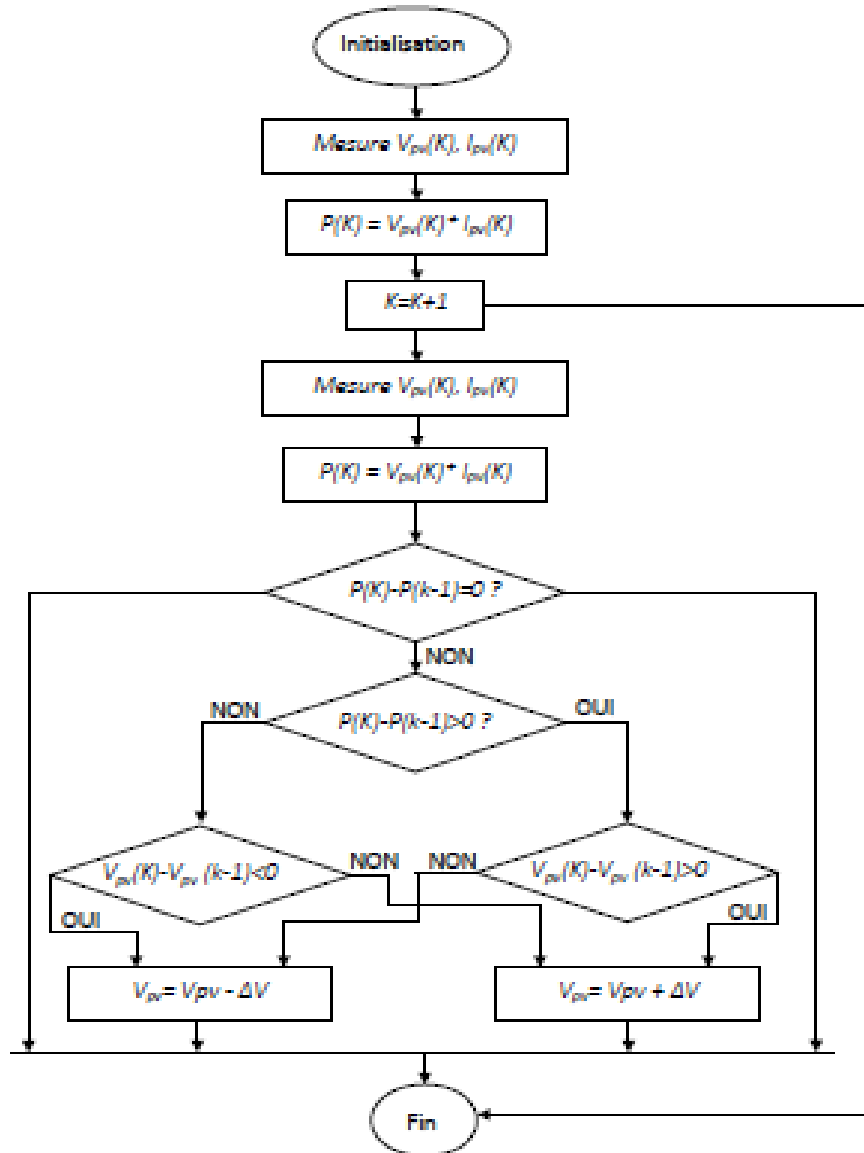 Initialisation
Mesure Vpv(K), Ipv(K)
P(K) = Vpv(K)* Ipv(K)
K=K+1
Mesure Vpv(K), Ipv(K)
P(K) = Vpv(K)* Ipv(K)
P(K)-P(k-1)=0 ?
NON
NON
P(K)-P(k-1)>0 ?
OUI
Vpv(K)-Vpv (k-1)<0
NON
NON
Vpv(K)-Vpv (k-1)>0
OUI
OUI
Vpv= Vpv - ΔV
Vpv= Vpv + ΔV
Fin